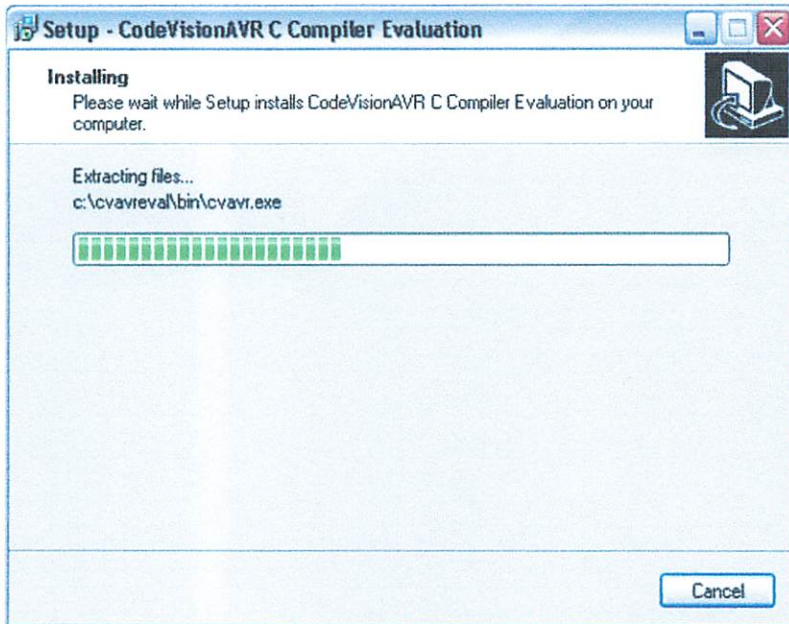 Setup - CodeVisionAVR C Compiler Evaluation
Installing
Please wait while Setup installs CodeVisionAVR C Compiler Evaluation on your
computer.
Extracting files...
c:\cvavreval\bin\cvavr.exe
Cancel